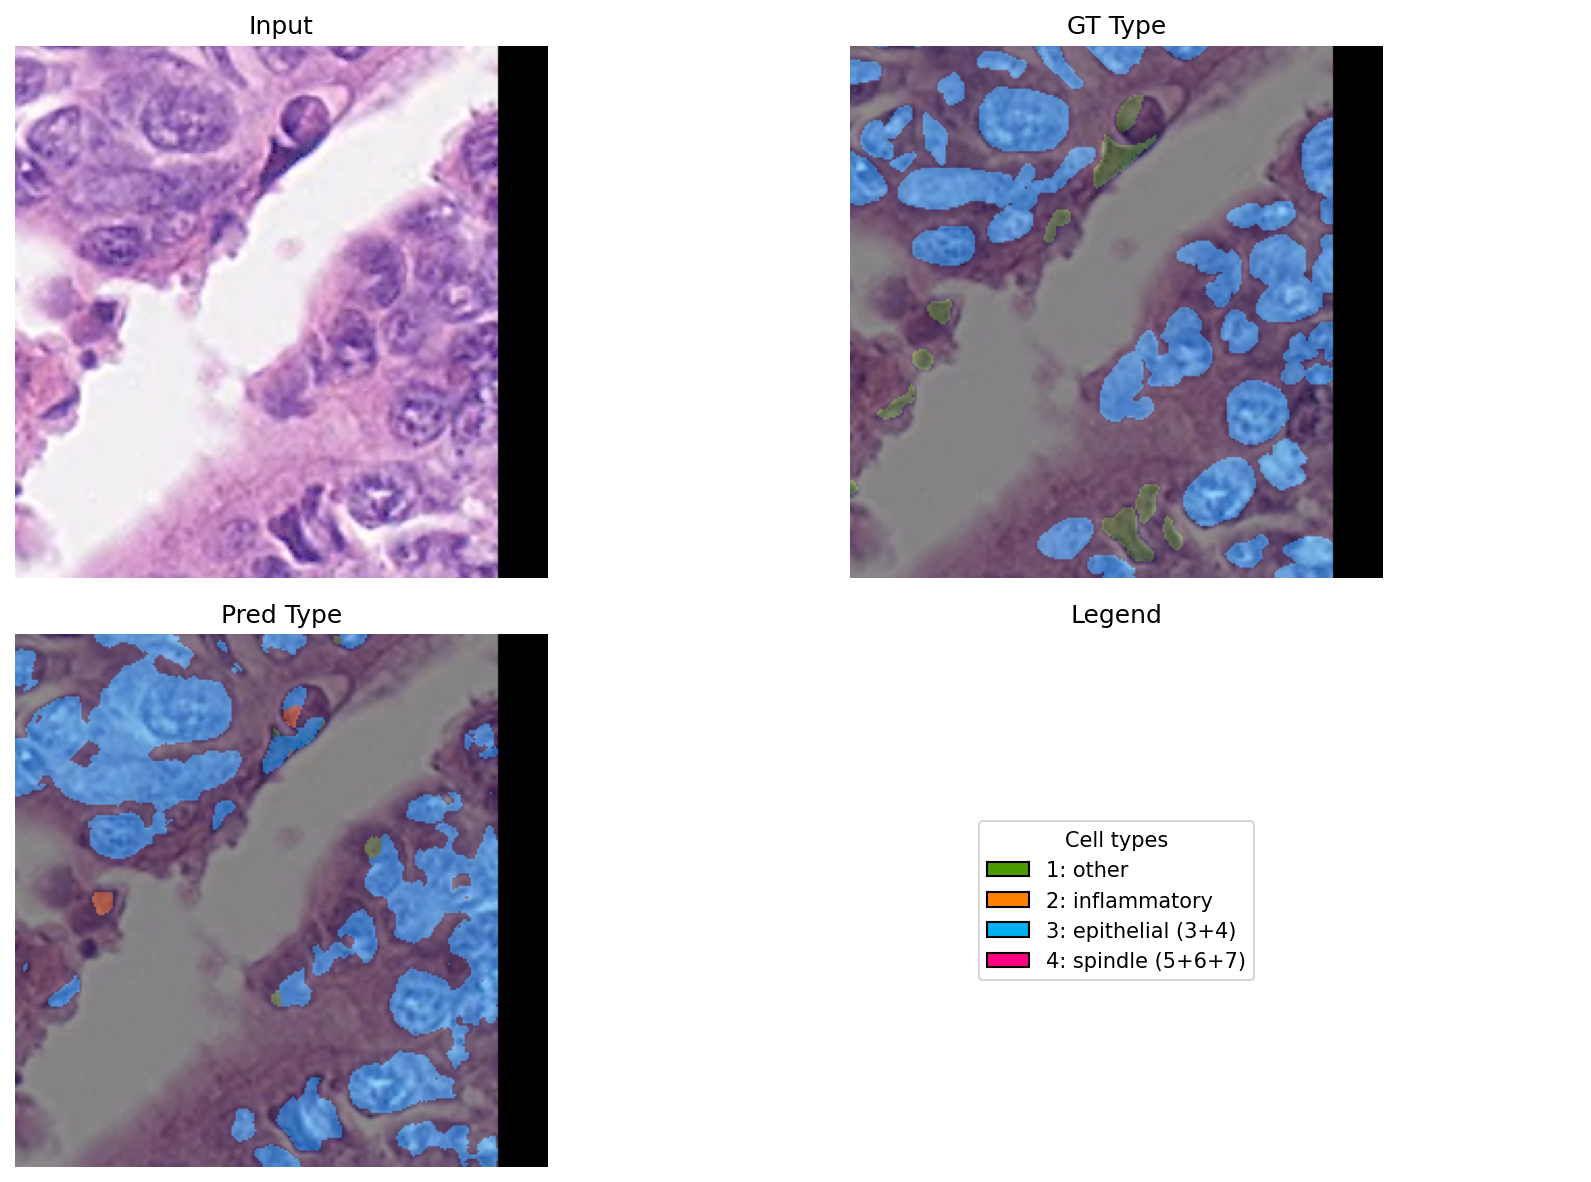 Input
GT Type
Pred Type
Legend
Cell types
1: other
2: inflammatory
3: epithelial (3+4)
4: spindle (5+6+7)